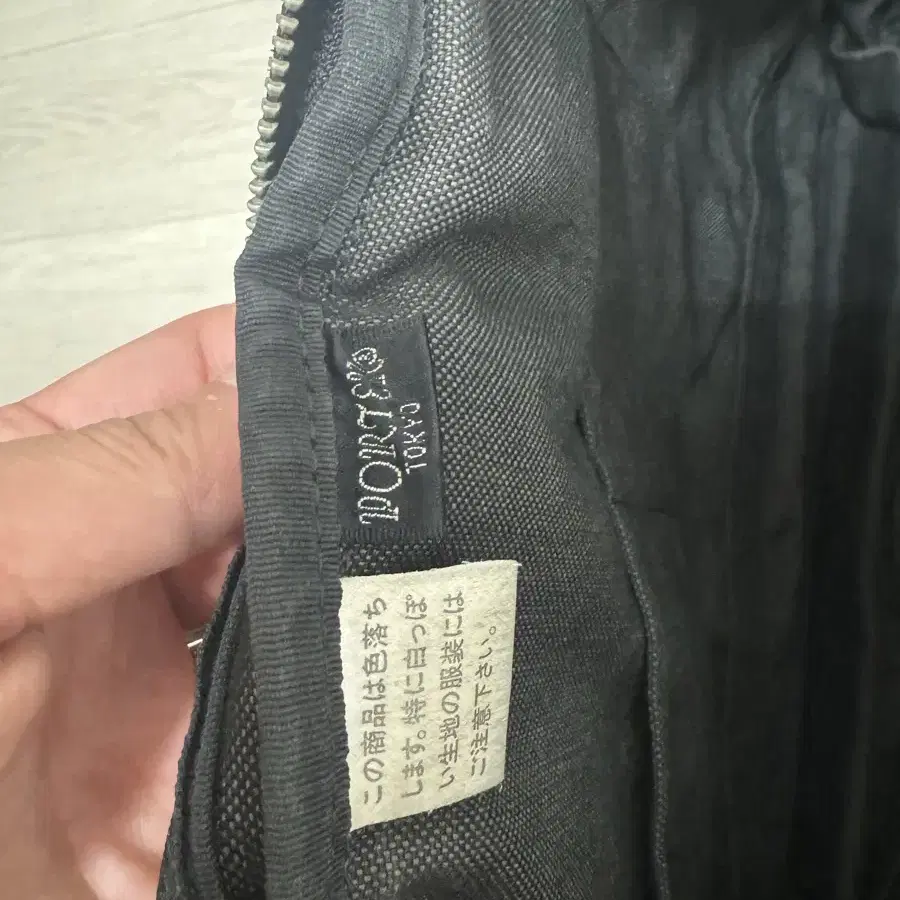 PORTER®
TOKYO
この商品は色落ち
します。特に白っぽ
い生地の服装には
ご注意下さい。